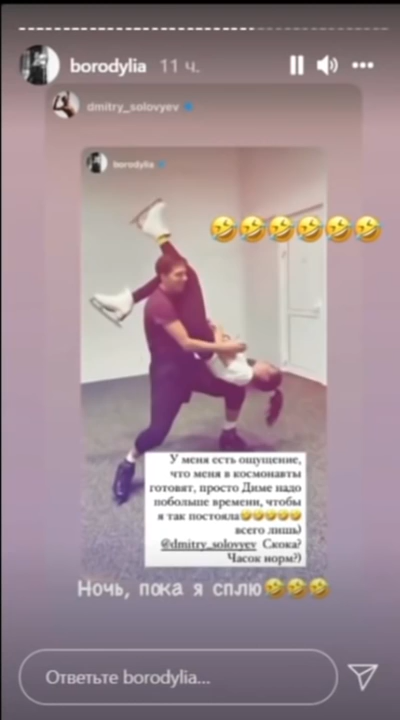 borodylia 11 ч.
dmitry_solovyev
borodylia
У меня есть ощущение,
что меня в космонавты
готовят, просто Диме надо
побольше времени, чтобы
я так постояла🤣🤣🤣🤣🤣
всего лишь)
@dmitry_solovyev Скока?
Часок норм?)
Ночь, пока я сплю🤣🤣🤣
Ответьте borodylia...